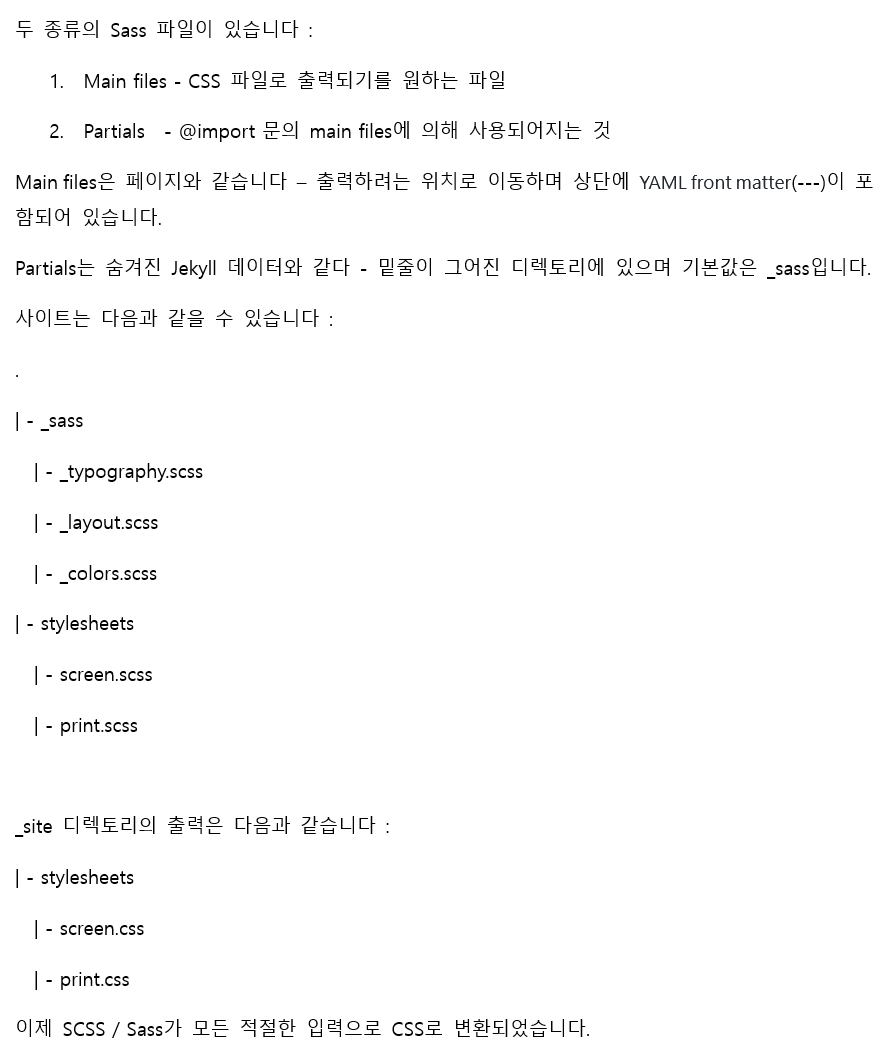 두 종류의 Sass 파일이 있습니다 :
1. Main files - CSS 파일로 출력되기를 원하는 파일
2. Partials - @import 문의 main files에 의해 사용되어지는 것
Main files은 페이지와 같습니다 – 출력하려는 위치로 이동하며 상단에 YAML front matter(---)이 포
함되어 있습니다.
Partials는 숨겨진 Jekyll 데이터와 같다 - 밑줄이 그어진 디렉토리에 있으며 기본값은 _sass입니다.
사이트는 다음과 같을 수 있습니다 :
.
| - _sass
| - _typography.scss
| - _layout.scss
| - _colors.scss
| - stylesheets
| - screen.scss
| - print.scss
_site 디렉토리의 출력은 다음과 같습니다 :
| - stylesheets
| - screen.css
| - print.css
이제 SCSS / Sass가 모든 적절한 입력으로 CSS로 변환되었습니다.